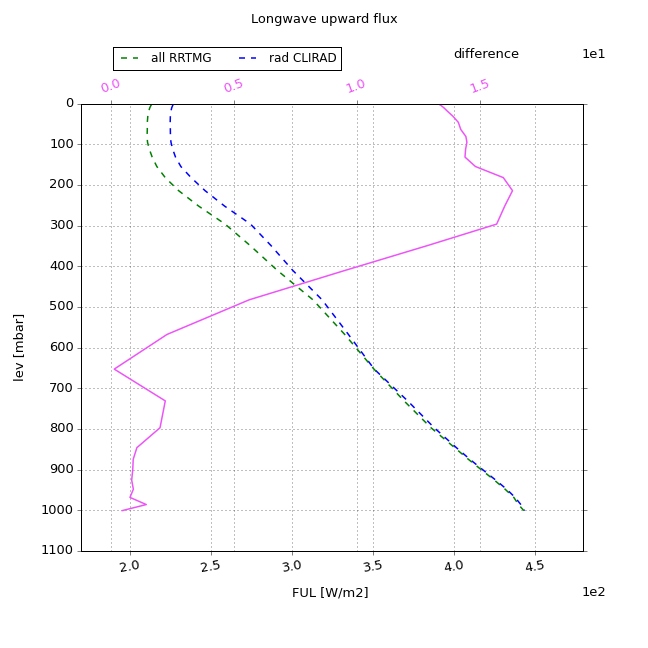 Longwave upward flux
all RRTMG rad CLIRAD difference 1e1
0.0 0.5 1.0 1.5
0
100
200
300
400
500
600
700
800
900
1000
1100
lev [mbar]
2.0 2.5 3.0 3.5 4.0 4.5
FUL [W/m2] 1e2